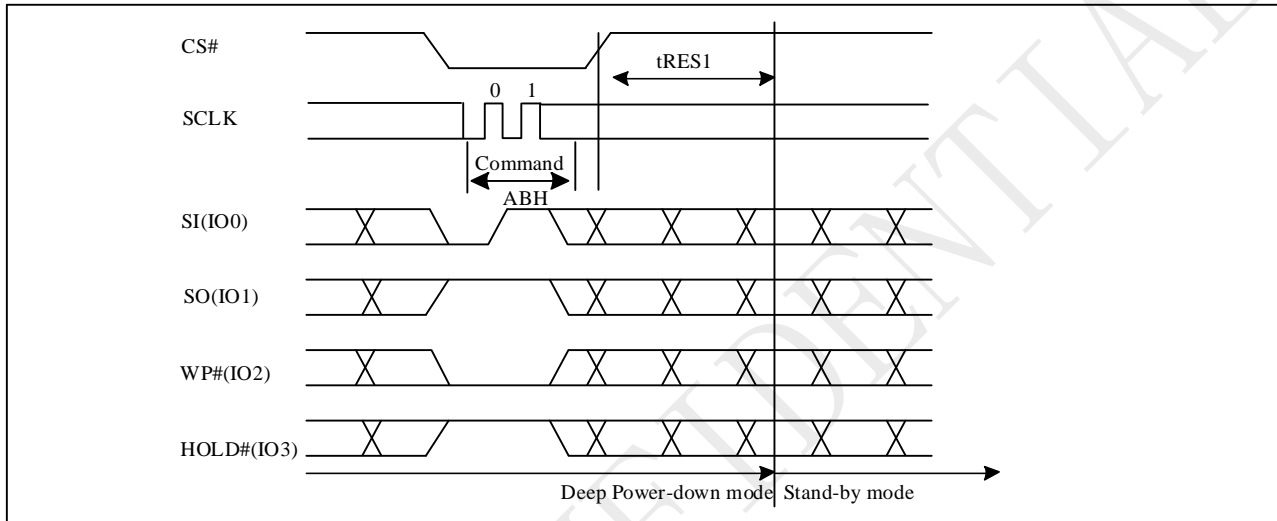 CS#
tRES1
0 1
SCLK
Command
ABH
SI(IO0)
SO(IO1)
WP#(IO2)
HOLD#(IO3)
Deep Power-down mode Stand-by mode